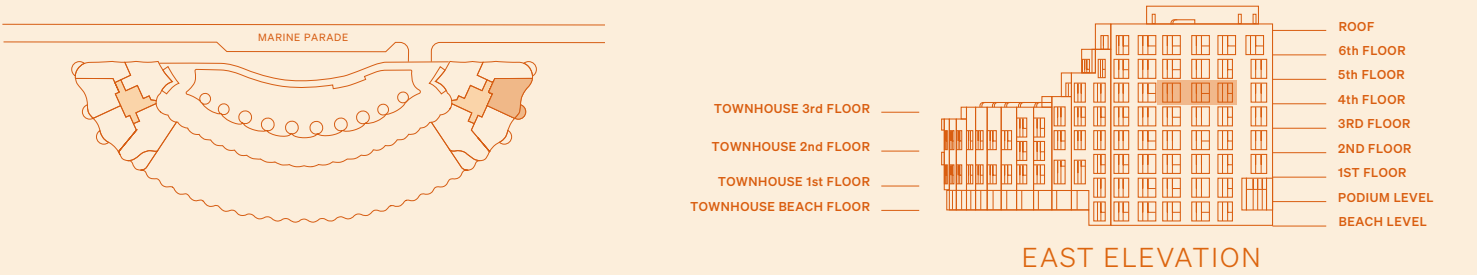 MARINE PARADE
TOWNHOUSE 3rd FLOOR
TOWNHOUSE 2nd FLOOR
TOWNHOUSE 1st FLOOR
TOWNHOUSE BEACH FLOOR
ROOF
6th FLOOR
5th FLOOR
4th FLOOR
3RD FLOOR
2ND FLOOR
1ST FLOOR
PODIUM LEVEL
BEACH LEVEL
EAST ELEVATION